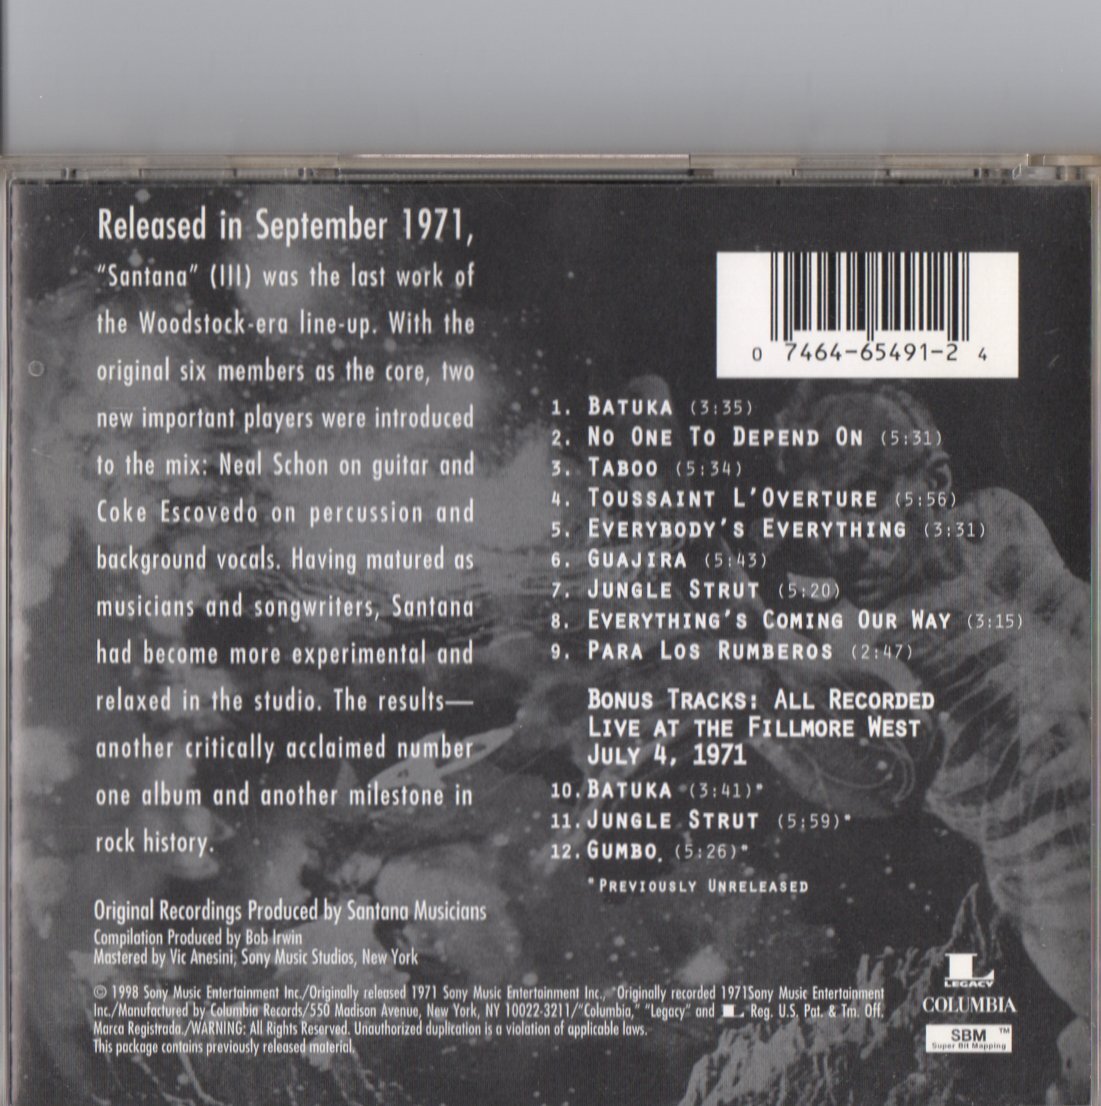 Released in September 1971,
"Santana" (III) was the last work of
the Woodstock-era line-up. With the
original six members as the core, two
new important players were introduced
to the mix: Neal Schon on guitar and
Coke Escovedo on percussion and
background vocals. Having matured as
musicians and songwriters, Santana
had become more experimental and
relaxed in the studio. The results—
another critically acclaimed number
one album and another milestone in
rock history.
Original Recordings Produced by Santana Musicians
Compilation Produced by Bob Irwin
Mastered by Vic Anesini, Sony Music Studios, New York
© 1998 Sony Music Entertainment Inc./Originally released 1971 Sony Music Entertainment Inc., *Originally recorded 1971Sony Music Entertainment
Inc./Manufactured by Columbia Records/550 Madison Avenue, New York, NY 10022-3211/"Columbia," "Legacy" and L Reg. U.S. Pat. & Tm. Off.
Marca Registrada./WARNING: All Rights Reserved. Unauthorized duplication is a violation of applicable laws.
This package contains previously released material.
0 7464-65491-2 4
1. BATUKA (3:35)
2. NO ONE TO DEPEND ON (5:31)
3. TABOO (5:34)
4. TOUSSAINT L'OVERTURE (5:56)
5. EVERYBODY'S EVERYTHING (3:31)
6. GUAJIRA (5:43)
7. JUNGLE STRUT (5:20)
8. EVERYTHING'S COMING OUR WAY (3:15)
9. PARA LOS RUMBEROS (2:47)
BONUS TRACKS: ALL RECORDED
LIVE AT THE FILLMORE WEST
JULY 4, 1971
10. BATUKA (3:41)*
11. JUNGLE STRUT (5:59)*
12. GUMBO (5:26)*
*PREVIOUSLY UNRELEASED
L
LEGACY
COLUMBIA
SBM ™
Super Bit Mapping